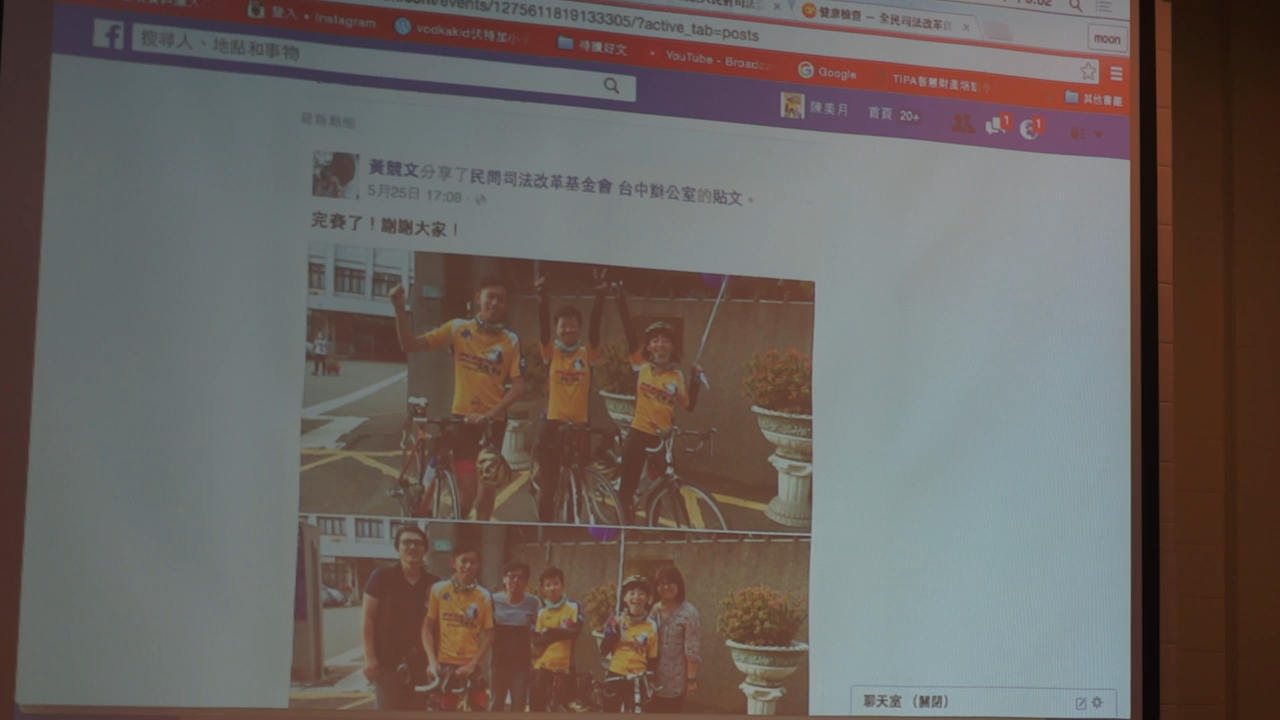 健康檢查 – 全民司法改革
moon
/events/1275611819133305/?active_tab=posts
登入 • Instagram
vodkakid伏特加小
待讀好文
YouTube - Broadc
Google
TIPA智慧財產培訓
其他書籤
搜尋人、地點和事物
陳美月
首頁 20+
1
1
最新動態
黃競文分享了民間司法改革基金會 台中辦公室的貼文。
5月25日 17:08
完賽了！謝謝大家！
聊天室 （關閉）